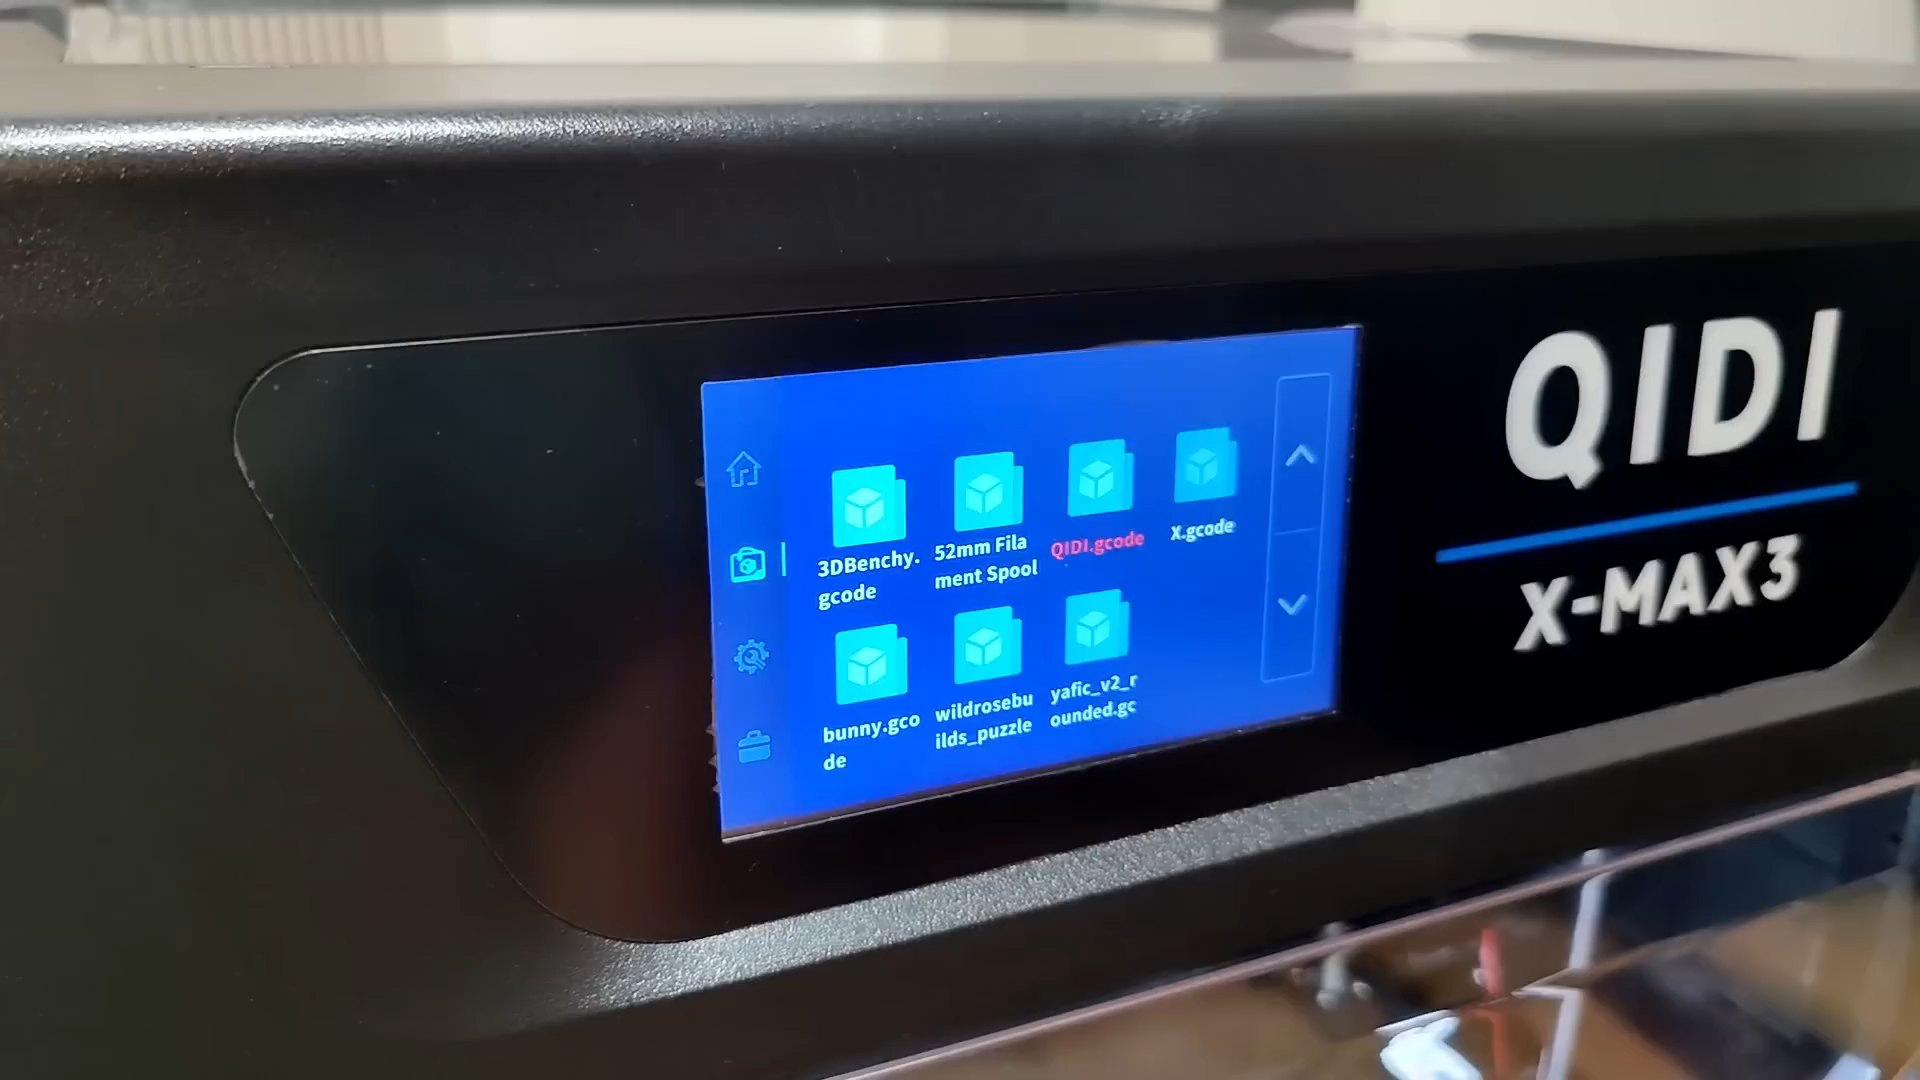 3DBenchy.
gcode
52mm Fila
ment Spool
QIDI.gcode
X.gcode
bunny.gco
de
wildrosebu
ilds_puzzle
yafic_v2_r
ounded.gc
QIDI
X-MAX3